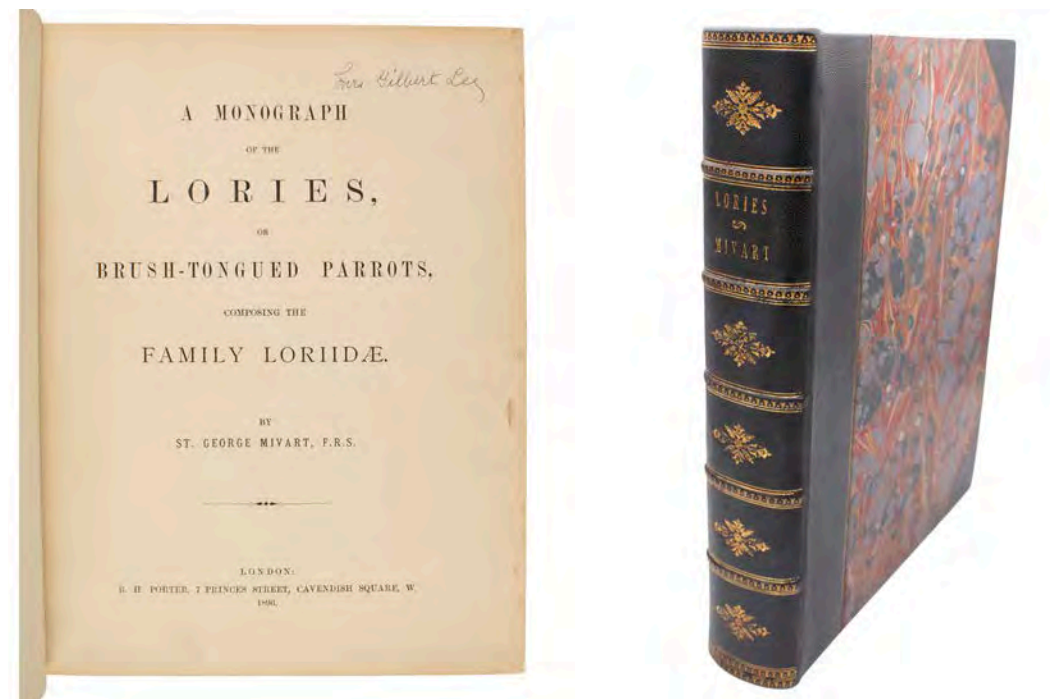 Gilbert
A MONOGRAPH
OF THE
LORIES,
OR
BRUSH-TONGUED PARROTS,
COMPOSING THE
FAMILY LORIIDÆ.
BY
ST. GEORGE MIVART, F.R.S.
LONDON:
R. H. PORTER, 7 PRINCES STREET, CAVENDISH SQUARE, W.
1896.
LORIES
MIVART